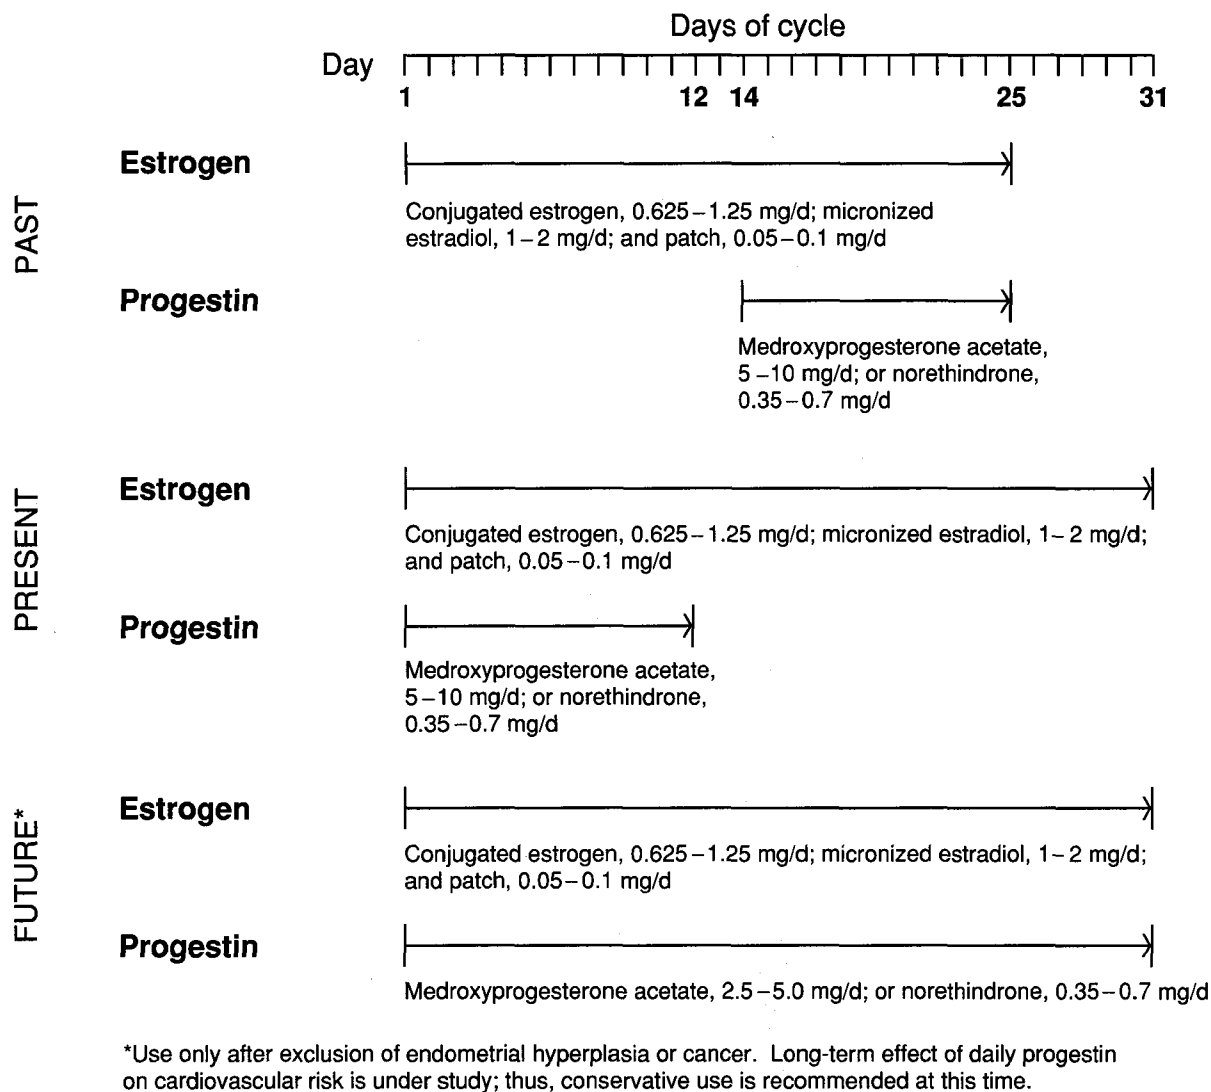 Days of cycle
Day
1 12 14 25 31
PAST
Estrogen
Conjugated estrogen, 0.625–1.25 mg/d; micronized
estradiol, 1–2 mg/d; and patch, 0.05–0.1 mg/d
Progestin
Medroxyprogesterone acetate,
5–10 mg/d; or norethindrone,
0.35–0.7 mg/d
PRESENT
Estrogen
Conjugated estrogen, 0.625–1.25 mg/d; micronized estradiol, 1–2 mg/d;
and patch, 0.05–0.1 mg/d
Progestin
Medroxyprogesterone acetate,
5–10 mg/d; or norethindrone,
0.35–0.7 mg/d
FUTURE*
Estrogen
Conjugated estrogen, 0.625–1.25 mg/d; micronized estradiol, 1–2 mg/d;
and patch, 0.05–0.1 mg/d
Progestin
Medroxyprogesterone acetate, 2.5–5.0 mg/d; or norethindrone, 0.35–0.7 mg/d
*Use only after exclusion of endometrial hyperplasia or cancer. Long-term effect of daily progestin
on cardiovascular risk is under study; thus, conservative use is recommended at this time.